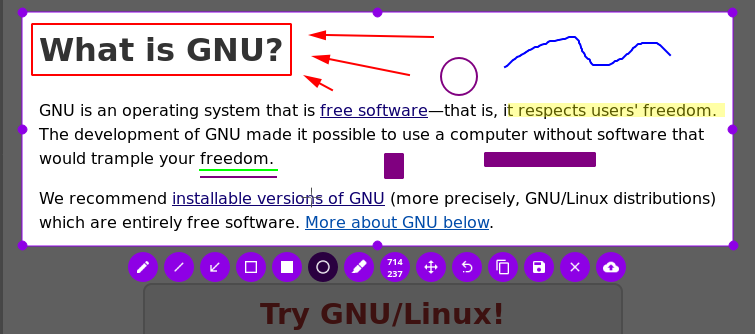 What is GNU?
GNU is an operating system that is free software—that is, it respects users' freedom.
The development of GNU made it possible to use a computer without software that
would trample your freedom.
We recommend installable versions of GNU (more precisely, GNU/Linux distributions)
which are entirely free software. More about GNU below.
714
237
Try GNU/Linux!